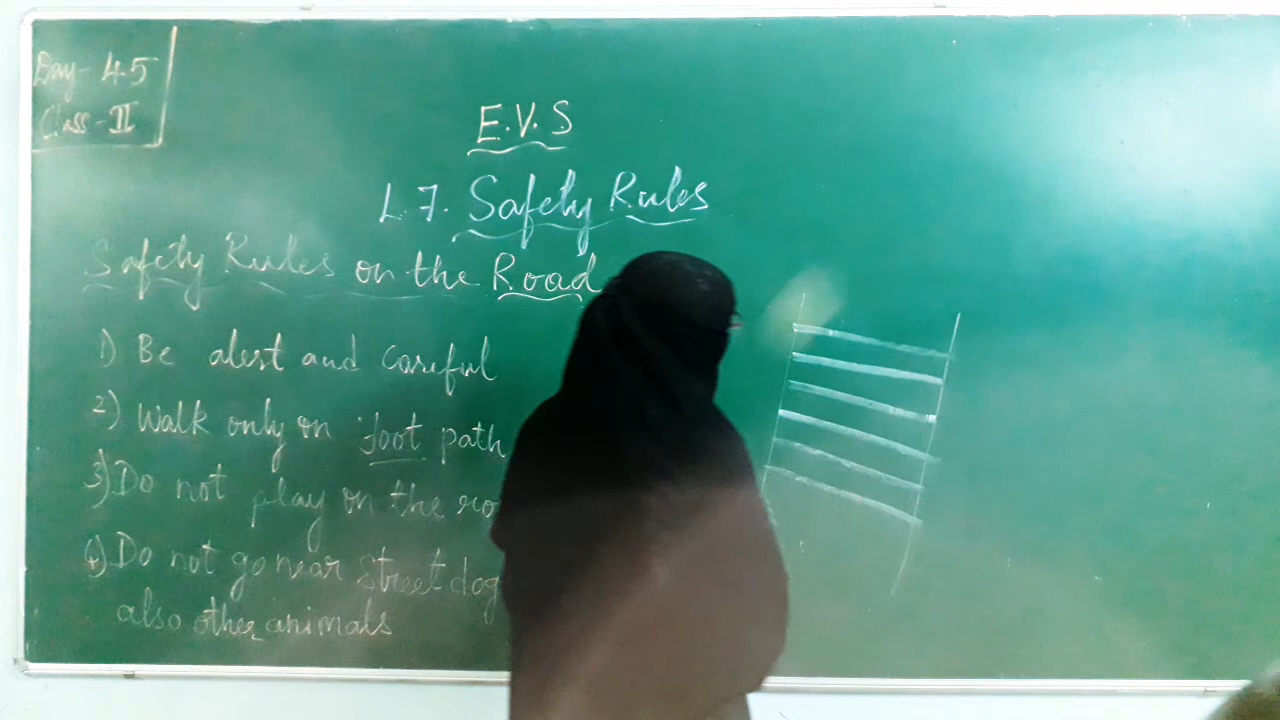 Day - 45
Class - II
E.V.S
L.7. Safety Rules
Safety Rules on the Road
1) Be alert and careful
2) Walk only on foot path
3) Do not play on the ro
4) Do not go near street dog
also other animals